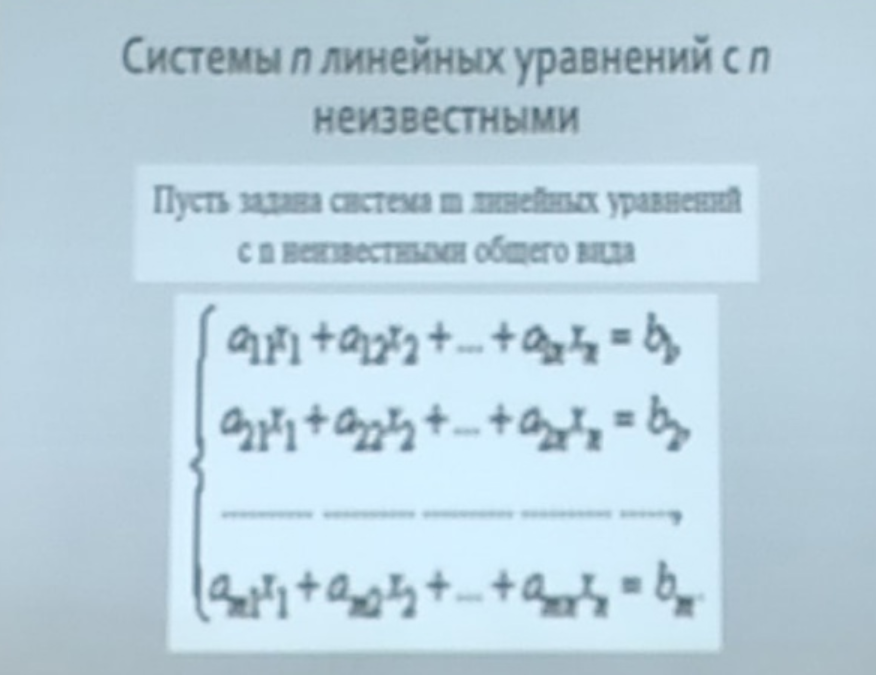 Системы n линейных уравнений с n
неизвестными
Пусть задана система m линейных уравнений
с n неизвестными общего вида
a₁₁x₁ + a₁₂x₂ + ... + a₁ₙxₙ = b₁,
a₂₁x₁ + a₂₂x₂ + ... + a₂ₙxₙ = b₂,
........... ........... ........... ........... .......,
aₘ₁x₁ + aₘ₂x₂ + ... + aₘₙxₙ = bₘ.